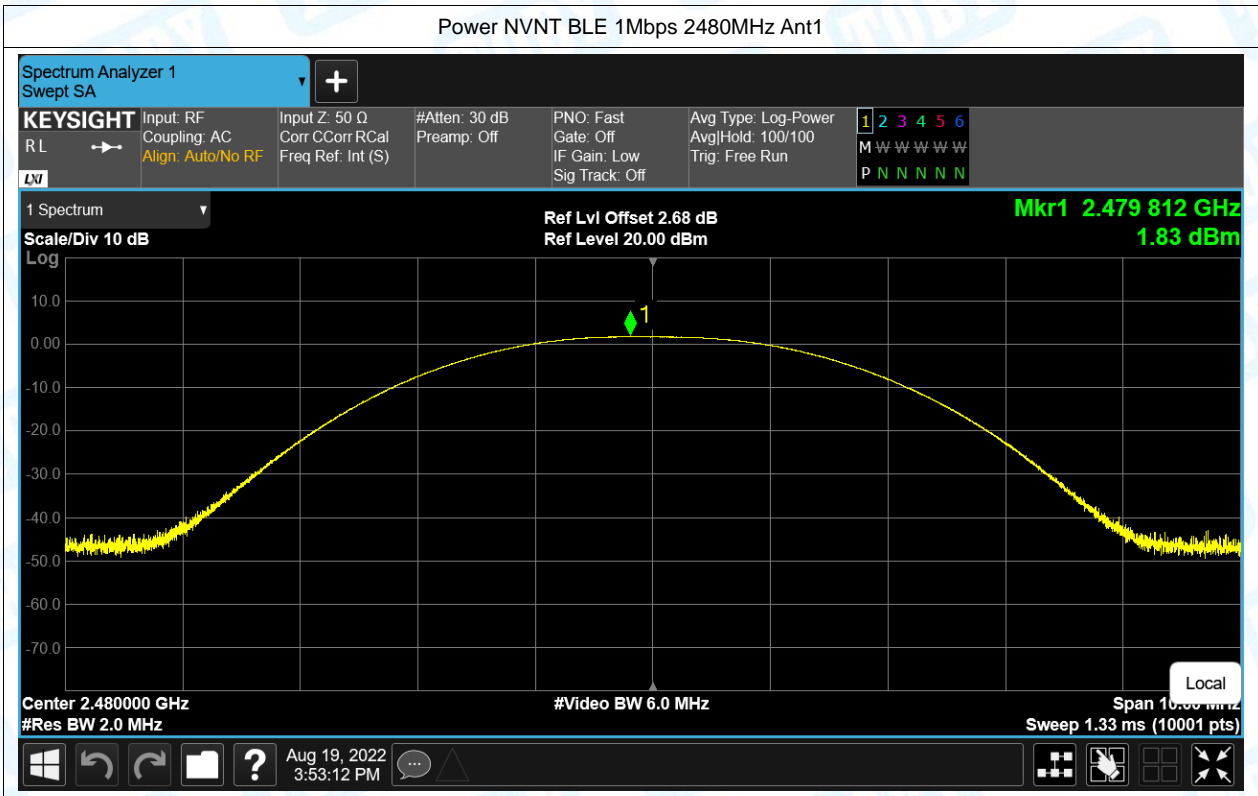 Power NVNT BLE 1Mbps 2480MHz Ant1
Spectrum Analyzer 1
Swept SA
KEYSIGHT
R L
LXI
Input: RF
Coupling: AC
Align: Auto/No RF
Input Z: 50 Ω
Corr CCorr RCal
Freq Ref: Int (S)
#Atten: 30 dB
Preamp: Off
PNO: Fast
Gate: Off
IF Gain: Low
Sig Track: Off
Avg Type: Log-Power
Avg|Hold: 100/100
Trig: Free Run
1 2 3 4 5 6
M W W W W W
P N N N N N
1 Spectrum
Scale/Div 10 dB
Ref Lvl Offset 2.68 dB
Ref Level 20.00 dBm
Mkr1 2.479 812 GHz
1.83 dBm
Log
10.0
0.00
-10.0
-20.0
-30.0
-40.0
-50.0
-60.0
-70.0
1
Local
Center 2.480000 GHz
#Res BW 2.0 MHz
#Video BW 6.0 MHz
Span 10.00 MHz
Sweep 1.33 ms (10001 pts)
?
Aug 19, 2022
3:53:12 PM